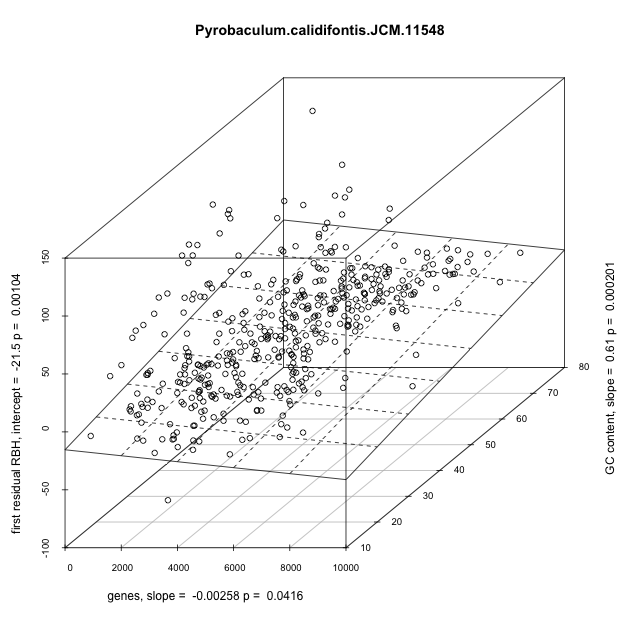 Pyrobaculum.calidifontis.JCM.11548
first residual RBH, intercept = -21.5 p = 0.00104
150
100
50
0
-50
-100
0 2000 4000 6000 8000 10000
genes, slope = -0.00258 p = 0.0416
10
20
30
40
50
60
70
80
GC content, slope = 0.61 p = 0.000201